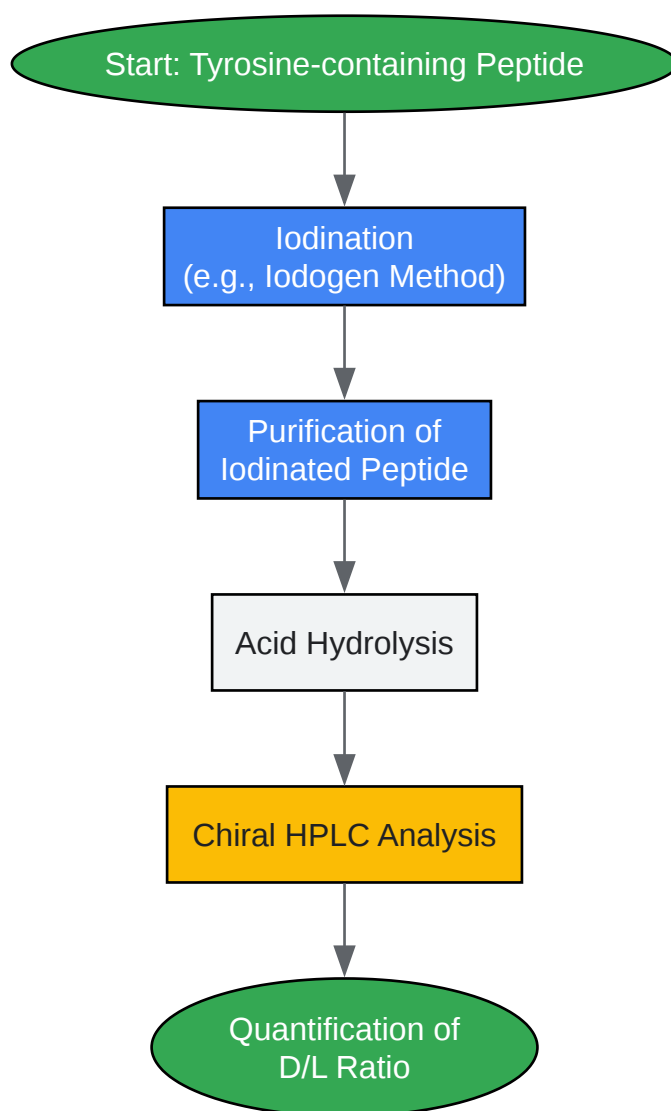 Start: Tyrosine-containing Peptide
Iodination
(e.g., Iodogen Method)
Purification of
Iodinated Peptide
Acid Hydrolysis
Chiral HPLC Analysis
Quantification of
D/L Ratio